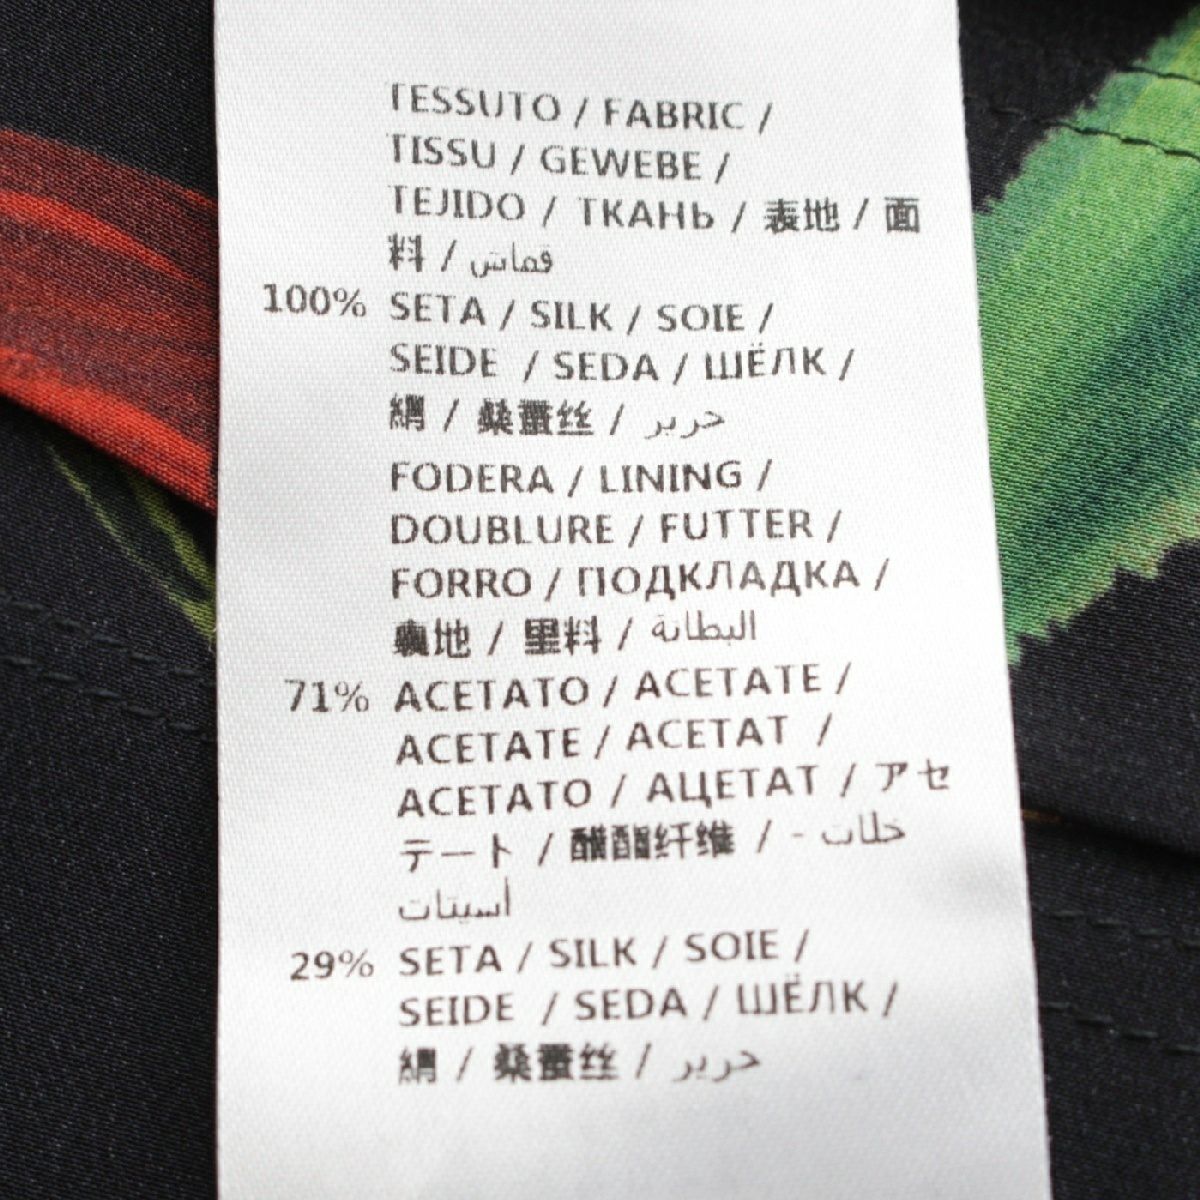 TESSUTO / FABRIC /
TISSU / GEWEBE /
TEJIDO / ТКАНЬ / 表地 / 面
料 / قماش
100% SETA / SILK / SOIE /
SEIDE / SEDA / ШЁЛК /
絹 / 桑蚕丝 / حرير
FODERA / LINING /
DOUBLURE / FUTTER /
FORRO / ПОДКЛАДКА /
裏地 / 里料 / البطانة
71% ACETATO / ACETATE /
ACETATE / ACETAT /
ACETATO / АЦЕТАТ / アセ
テート / 醋酯纤维 / - خلات
أسيتات
29% SETA / SILK / SOIE /
SEIDE / SEDA / ШЁЛК /
絹 / 桑蚕丝 / حرير